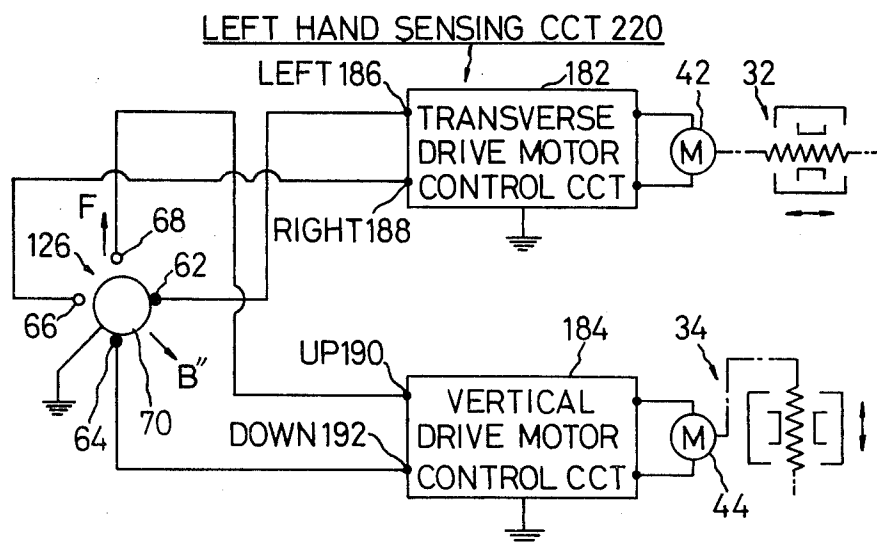 LEFT HAND SENSING CCT 220
LEFT 186
182
42
32
TRANSVERSE
DRIVE MOTOR
CONTROL CCT
M
RIGHT 188
F
68
126
62
66
B"
64
70
UP 190
184
34
VERTICAL
DRIVE MOTOR
CONTROL CCT
M
DOWN 192
44